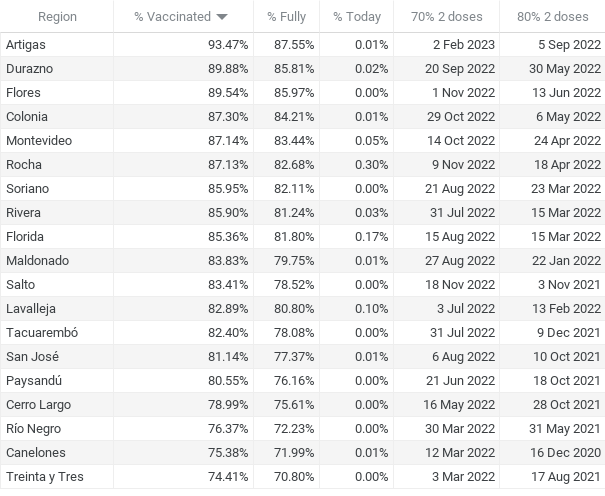 Region % Vaccinated % Fully % Today 70% 2 doses 80% 2 doses
Artigas 93.47% 87.55% 0.01% 2 Feb 2023 5 Sep 2022
Durazno 89.88% 85.81% 0.02% 20 Sep 2022 30 May 2022
Flores 89.54% 85.97% 0.00% 1 Nov 2022 13 Jun 2022
Colonia 87.30% 84.21% 0.01% 29 Oct 2022 6 May 2022
Montevideo 87.14% 83.44% 0.05% 14 Oct 2022 24 Apr 2022
Rocha 87.13% 82.68% 0.30% 9 Nov 2022 18 Apr 2022
Soriano 85.95% 82.11% 0.00% 21 Aug 2022 23 Mar 2022
Rivera 85.90% 81.24% 0.03% 31 Jul 2022 15 Mar 2022
Florida 85.36% 81.80% 0.17% 15 Aug 2022 15 Mar 2022
Maldonado 83.83% 79.75% 0.01% 27 Aug 2022 22 Jan 2022
Salto 83.41% 78.52% 0.00% 18 Nov 2022 3 Nov 2021
Lavalleja 82.89% 80.80% 0.10% 3 Jul 2022 13 Feb 2022
Tacuarembó 82.40% 78.08% 0.00% 31 Jul 2022 9 Dec 2021
San José 81.14% 77.37% 0.01% 6 Aug 2022 10 Oct 2021
Paysandú 80.55% 76.16% 0.00% 21 Jun 2022 18 Oct 2021
Cerro Largo 78.99% 75.61% 0.00% 16 May 2022 28 Oct 2021
Río Negro 76.37% 72.23% 0.00% 30 Mar 2022 31 May 2021
Canelones 75.38% 71.99% 0.01% 12 Mar 2022 16 Dec 2020
Treinta y Tres 74.41% 70.80% 0.00% 3 Mar 2022 17 Aug 2021